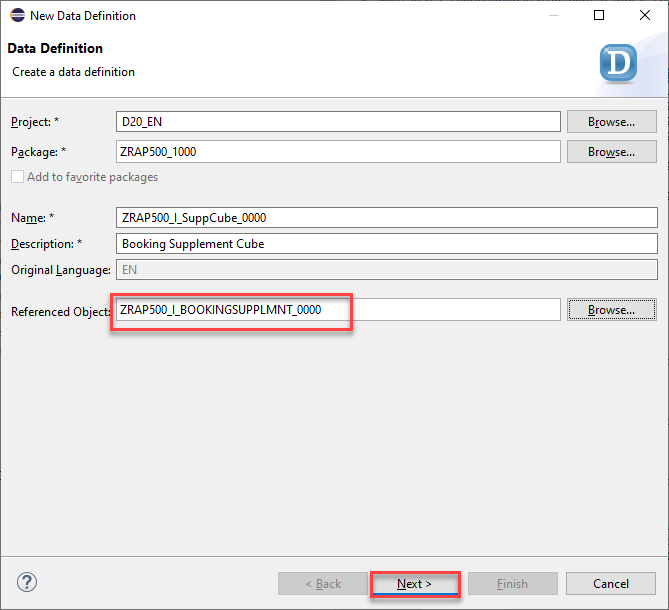 New Data Definition
Data Definition
Create a data definition
D
Project: * D20_EN Browse...
Package: * ZRAP500_1000 Browse...
Add to favorite packages
Name: * ZRAP500_I_SuppCube_0000
Description: * Booking Supplement Cube
Original Language: EN
Referenced Object: ZRAP500_I_BOOKINGSUPPLMNT_0000 Browse...
? < Back Next > Finish Cancel